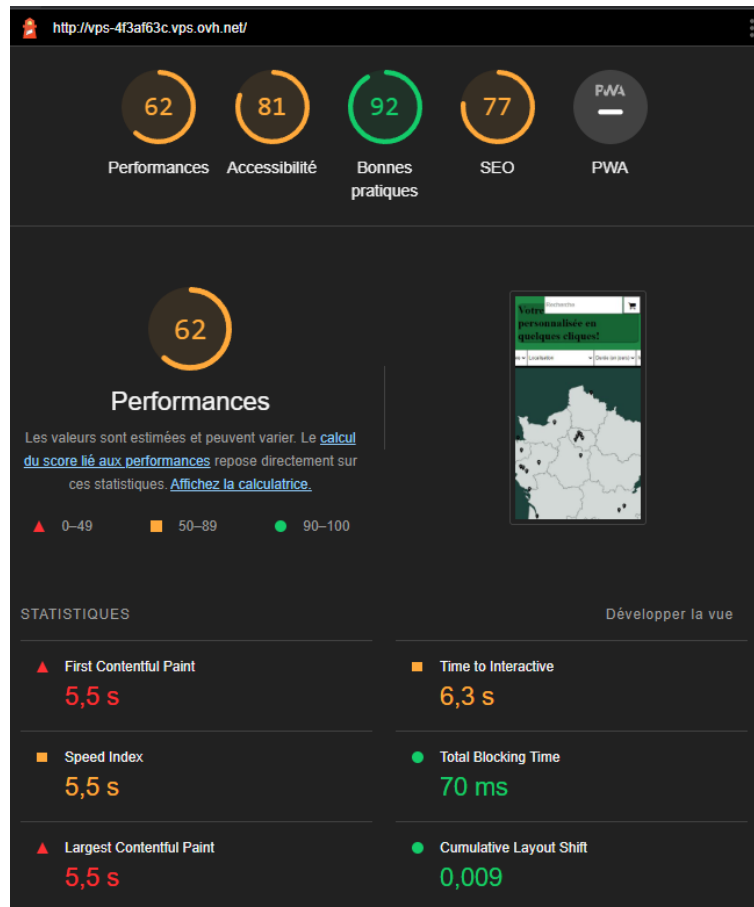 http://vps-4f3af63c.vps.ovh.net/
62
81
92
77
PWA
Performances
Accessibilité
Bonnes
pratiques
SEO
PWA
62
Performances
Les valeurs sont estimées et peuvent varier. Le calcul
du score lié aux performances repose directement sur
ces statistiques. Affichez la calculatrice.
0–49
50–89
90–100
Recherche
Votre
personnalisée en
quelques cliques!
Localisation
Durée (en jours)
STATISTIQUES
Développer la vue
First Contentful Paint
5,5 s
Time to Interactive
6,3 s
Speed Index
5,5 s
Total Blocking Time
70 ms
Largest Contentful Paint
5,5 s
Cumulative Layout Shift
0,009